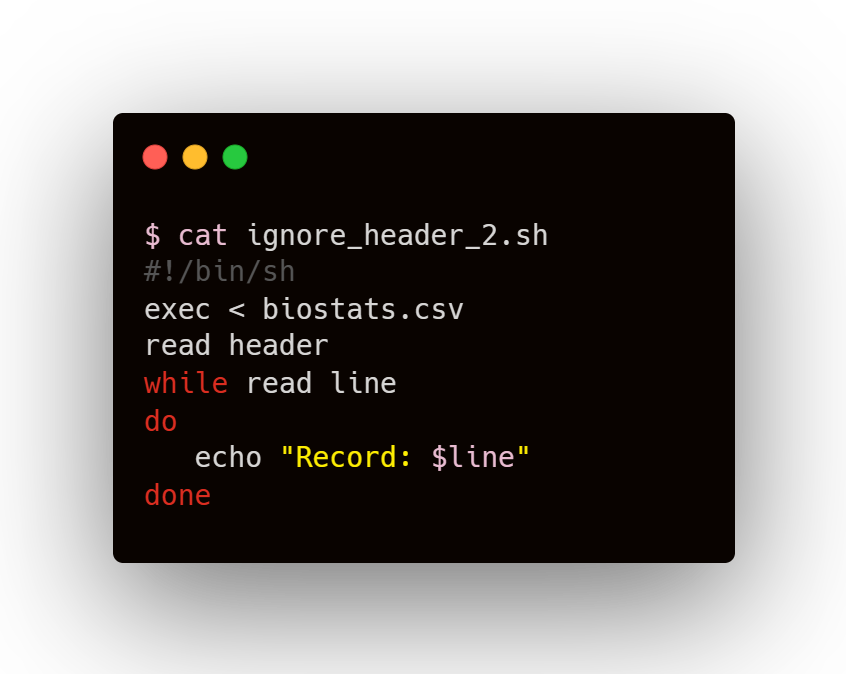 $ cat ignore_header_2.sh
#!/bin/sh
exec < biostats.csv
read header
while read line
do
   echo "Record: $line"
done